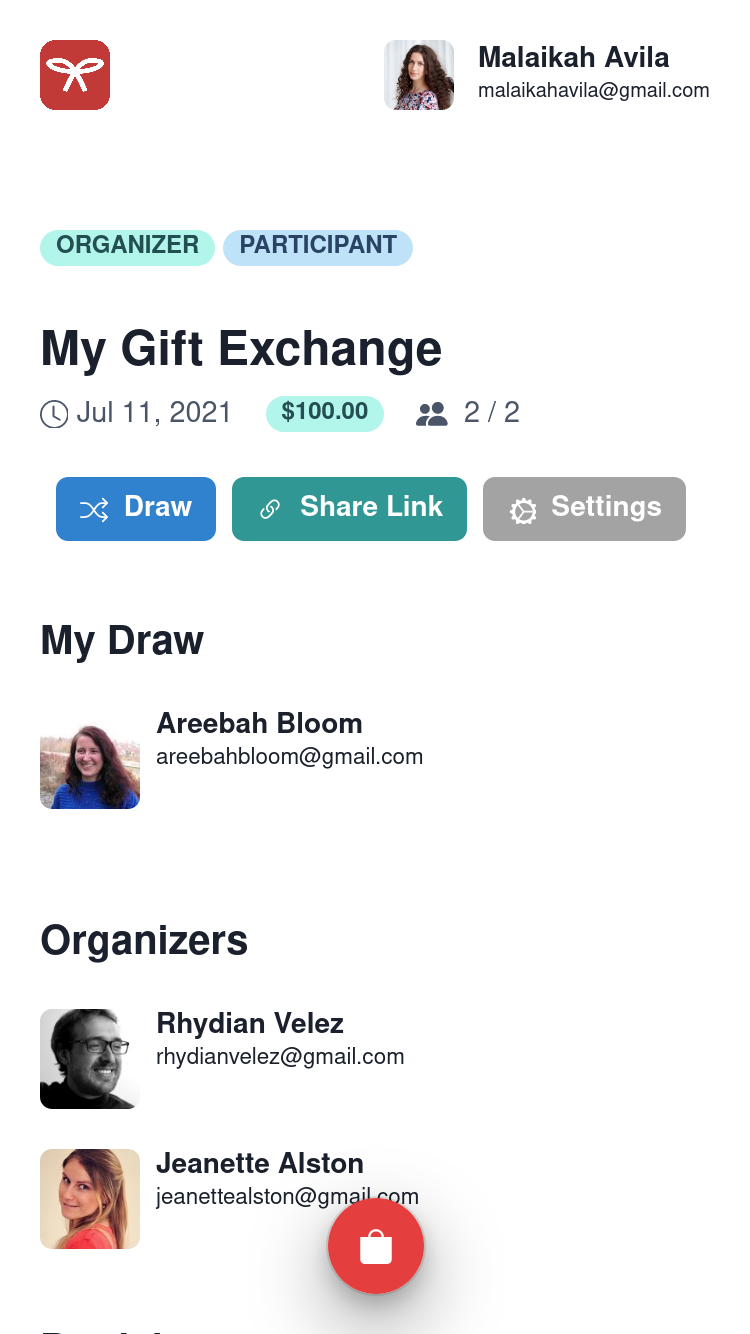 Malaikah Avila
malaikahavila@gmail.com
ORGANIZER PARTICIPANT
My Gift Exchange
Jul 11, 2021 $100.00 2 / 2
Draw Share Link Settings
My Draw
Areebah Bloom
areebahbloom@gmail.com
Organizers
Rhydian Velez
rhydianvelez@gmail.com
Jeanette Alston
jeanettealston@gmail.com